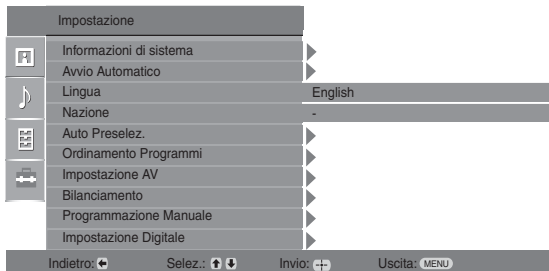 Impostazione
Informazioni di sistema
Avvio Automatico
Lingua English
Nazione -
Auto Preselez.
Ordinamento Programmi
Impostazione AV
Bilanciamento
Programmazione Manuale
Impostazione Digitale
Indietro: Selez.: Invio: Uscita: MENU